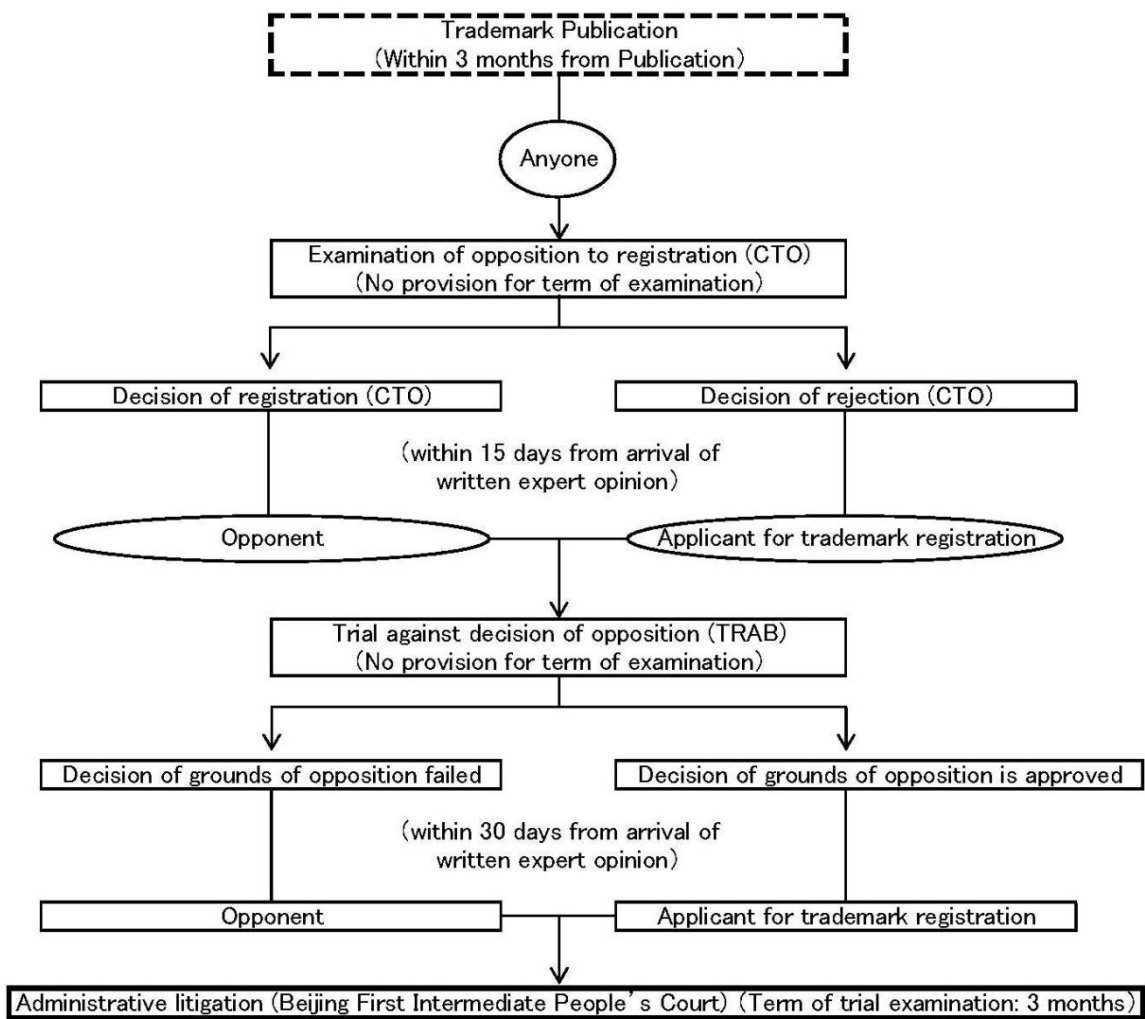 Trademark Publication
(Within 3 months from Publication)
Anyone
Examination of opposition to registration (CTO)
(No provision for term of examination)
Decision of registration (CTO)
Decision of rejection (CTO)
(within 15 days from arrival of
written expert opinion)
Opponent
Applicant for trademark registration
Trial against decision of opposition (TRAB)
(No provision for term of examination)
Decision of grounds of opposition failed
Decision of grounds of opposition is approved
(within 30 days from arrival of
written expert opinion)
Opponent
Applicant for trademark registration
Administrative litigation (Beijing First Intermediate People's Court) (Term of trial examination: 3 months)